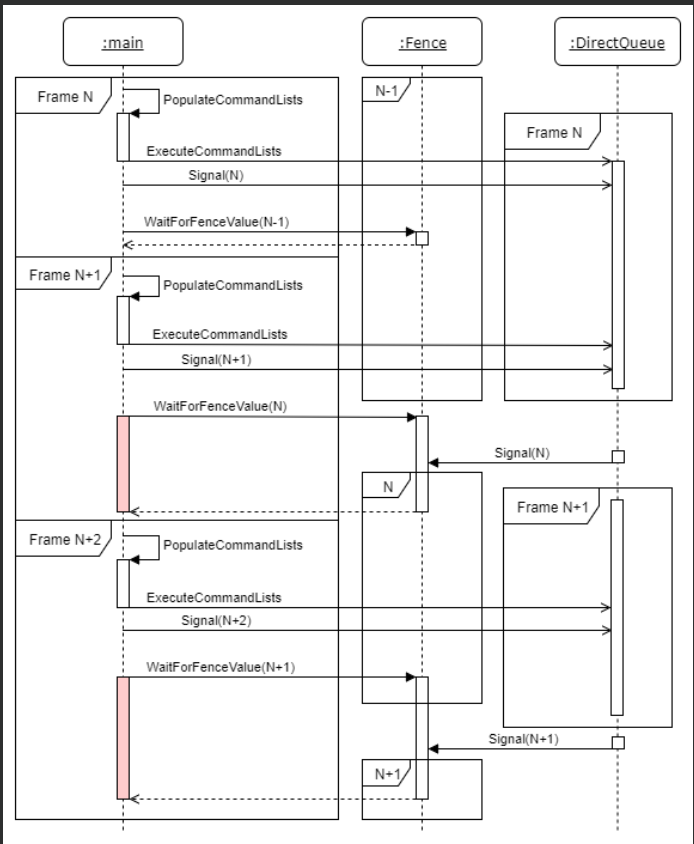 :main
:Fence
:DirectQueue
Frame N
PopulateCommandLists
N-1
Frame N
ExecuteCommandLists
Signal(N)
WaitForFenceValue(N-1)
Frame N+1
PopulateCommandLists
ExecuteCommandLists
Signal(N+1)
WaitForFenceValue(N)
Signal(N)
N
Frame N+1
Frame N+2
PopulateCommandLists
ExecuteCommandLists
Signal(N+2)
WaitForFenceValue(N+1)
Signal(N+1)
N+1